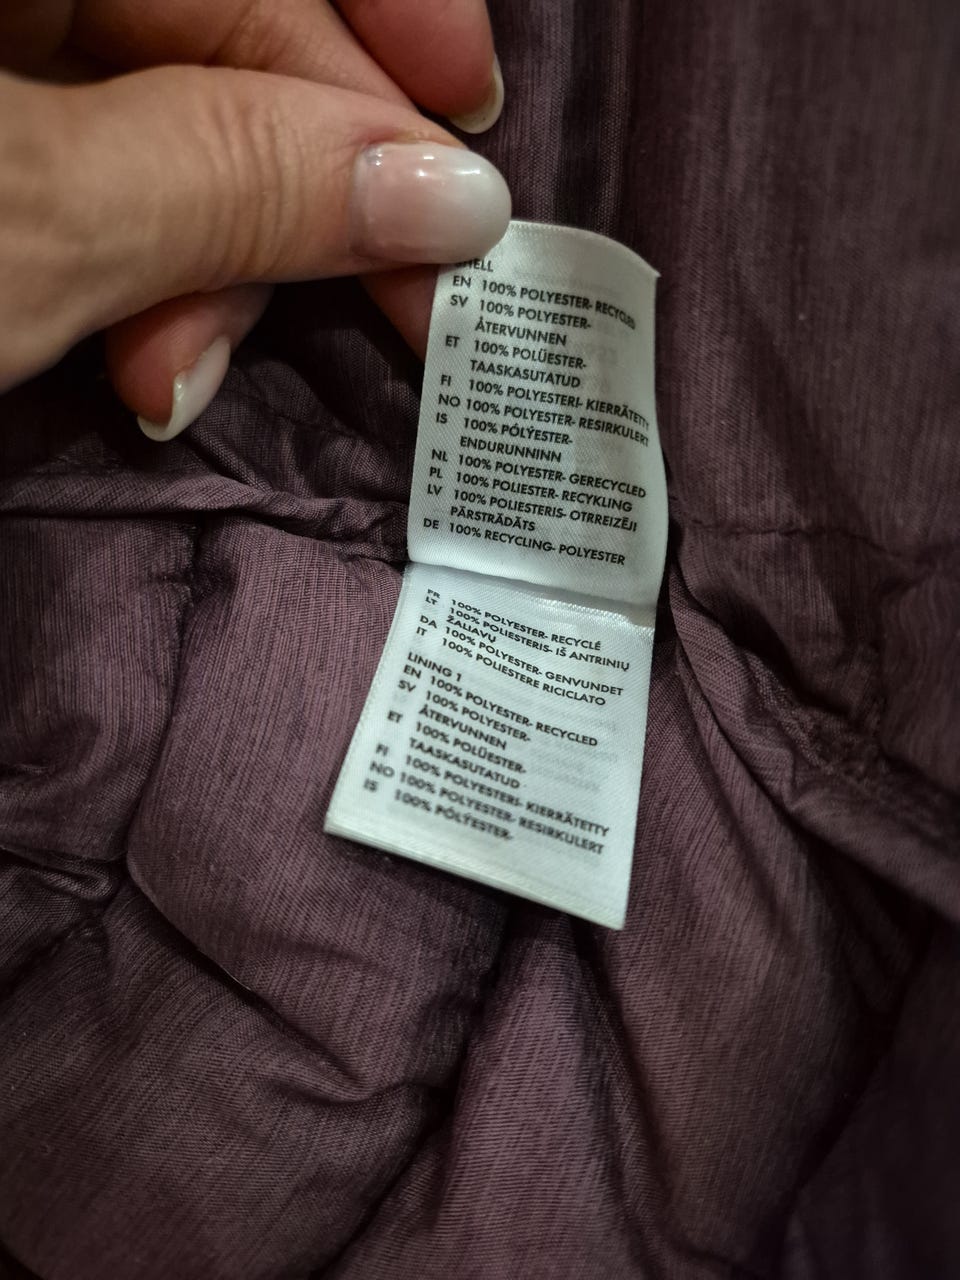 SHELL
EN 100% POLYESTER- RECYCLED
SV 100% POLYESTER-
ÅTERVUNNEN
ET 100% POLÜESTER-
TAASKASUTATUD
FI 100% POLYESTERI- KIERRÄTETTY
NO 100% POLYESTER- RESIRKULERT
IS 100% PÓLÝESTER-
ENDURUNNINN
NL 100% POLYESTER- GERECYCLED
PL 100% POLIESTER- RECYKLING
LV 100% POLIESTERIS- OTRREIZĒJI
PĀRSTRĀDĀTS
DE 100% RECYCLING- POLYESTER
FR 100% POLYESTER- RECYCLÉ
LT 100% POLIESTERIS- IŠ ANTRINIŲ
ŽALIAVŲ
DA 100% POLYESTER- GENVUNDET
IT 100% POLIESTERE RICICLATO
LINING 1
EN 100% POLYESTER- RECYCLED
SV 100% POLYESTER-
ÅTERVUNNEN
ET 100% POLÜESTER-
TAASKASUTATUD
FI 100% POLYESTERI- KIERRÄTETTY
NO 100% POLYESTER- RESIRKULERT
IS 100% PÓLÝESTER-